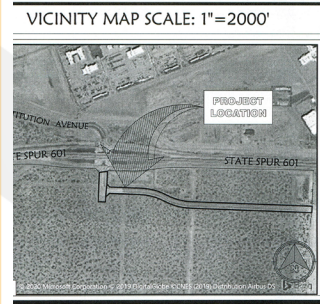 VICINITY MAP SCALE: 1"=2000'
PROJECT
LOCATION
TITUTION AVENUE
E SPUR 601
STATE SPUR 601
© 2020 Microsoft Corporation © 2019 DigitalGlobe ©CNES (2019) Distribution Airbus DS